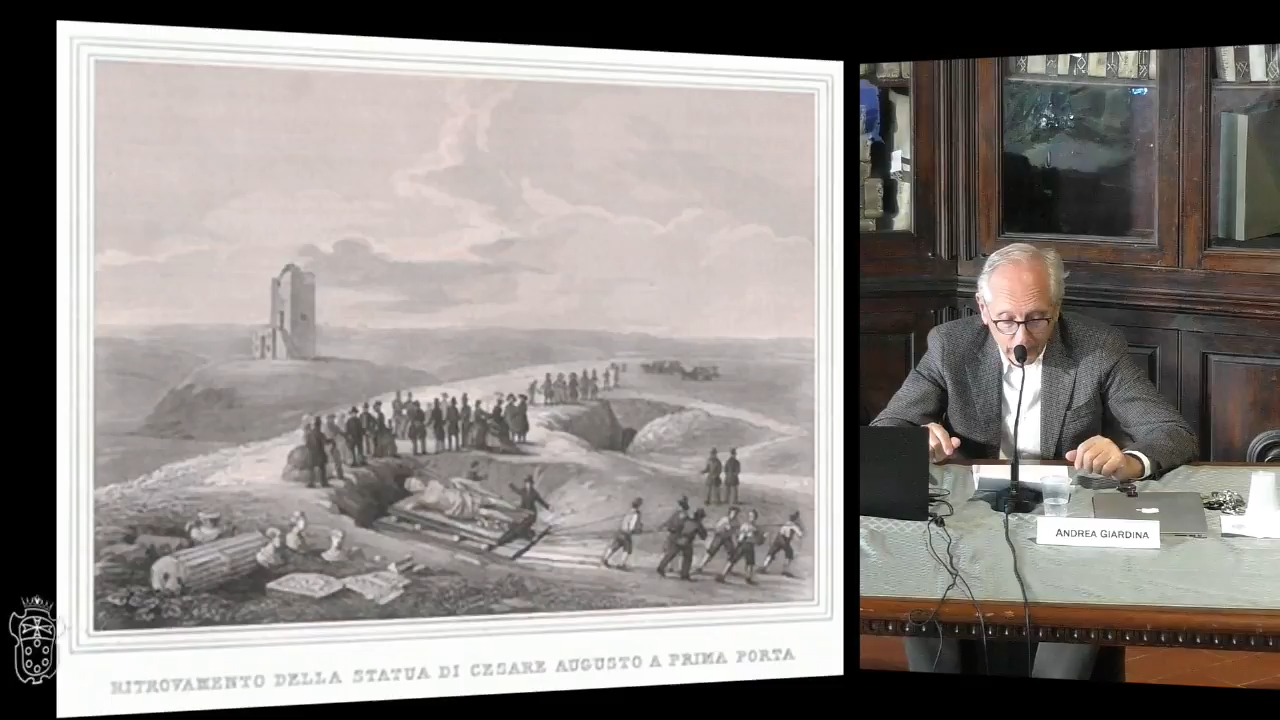 RITROVAMENTO DELLA STATUA DI CESARE AUGUSTO A PRIMA PORTA
ANDREA GIARDINA